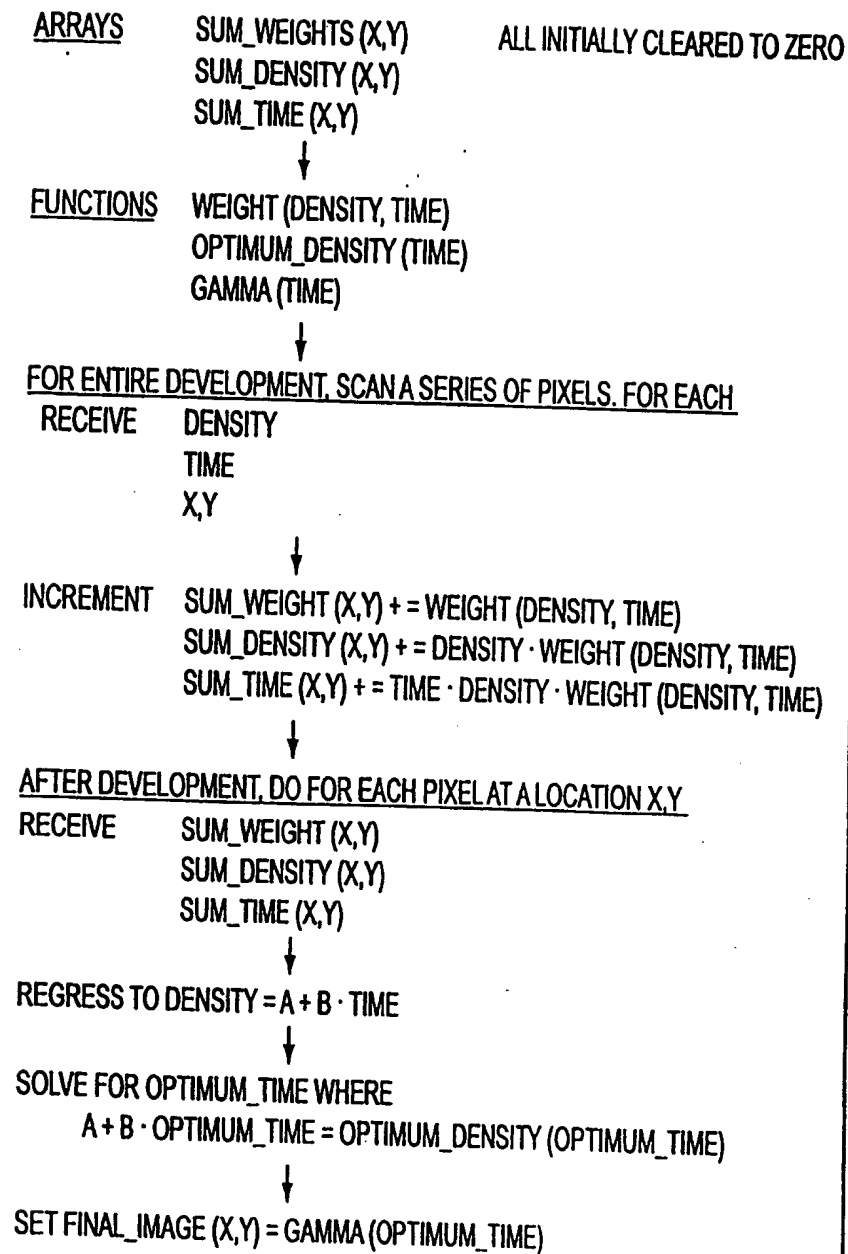 ARRAYS SUM_WEIGHTS (X,Y) ALL INITIALLY CLEARED TO ZERO
SUM_DENSITY (X,Y)
SUM_TIME (X,Y)
FUNCTIONS WEIGHT (DENSITY, TIME)
OPTIMUM_DENSITY (TIME)
GAMMA (TIME)
FOR ENTIRE DEVELOPMENT, SCAN A SERIES OF PIXELS. FOR EACH
RECEIVE DENSITY
TIME
X,Y
INCREMENT SUM_WEIGHT (X,Y) + = WEIGHT (DENSITY, TIME)
SUM_DENSITY (X,Y) + = DENSITY · WEIGHT (DENSITY, TIME)
SUM_TIME (X,Y) + = TIME · DENSITY · WEIGHT (DENSITY, TIME)
AFTER DEVELOPMENT, DO FOR EACH PIXEL AT A LOCATION X,Y
RECEIVE SUM_WEIGHT (X,Y)
SUM_DENSITY (X,Y)
SUM_TIME (X,Y)
REGRESS TO DENSITY = A + B · TIME
SOLVE FOR OPTIMUM_TIME WHERE
A + B · OPTIMUM_TIME = OPTIMUM_DENSITY (OPTIMUM_TIME)
SET FINAL_IMAGE (X,Y) = GAMMA (OPTIMUM_TIME)